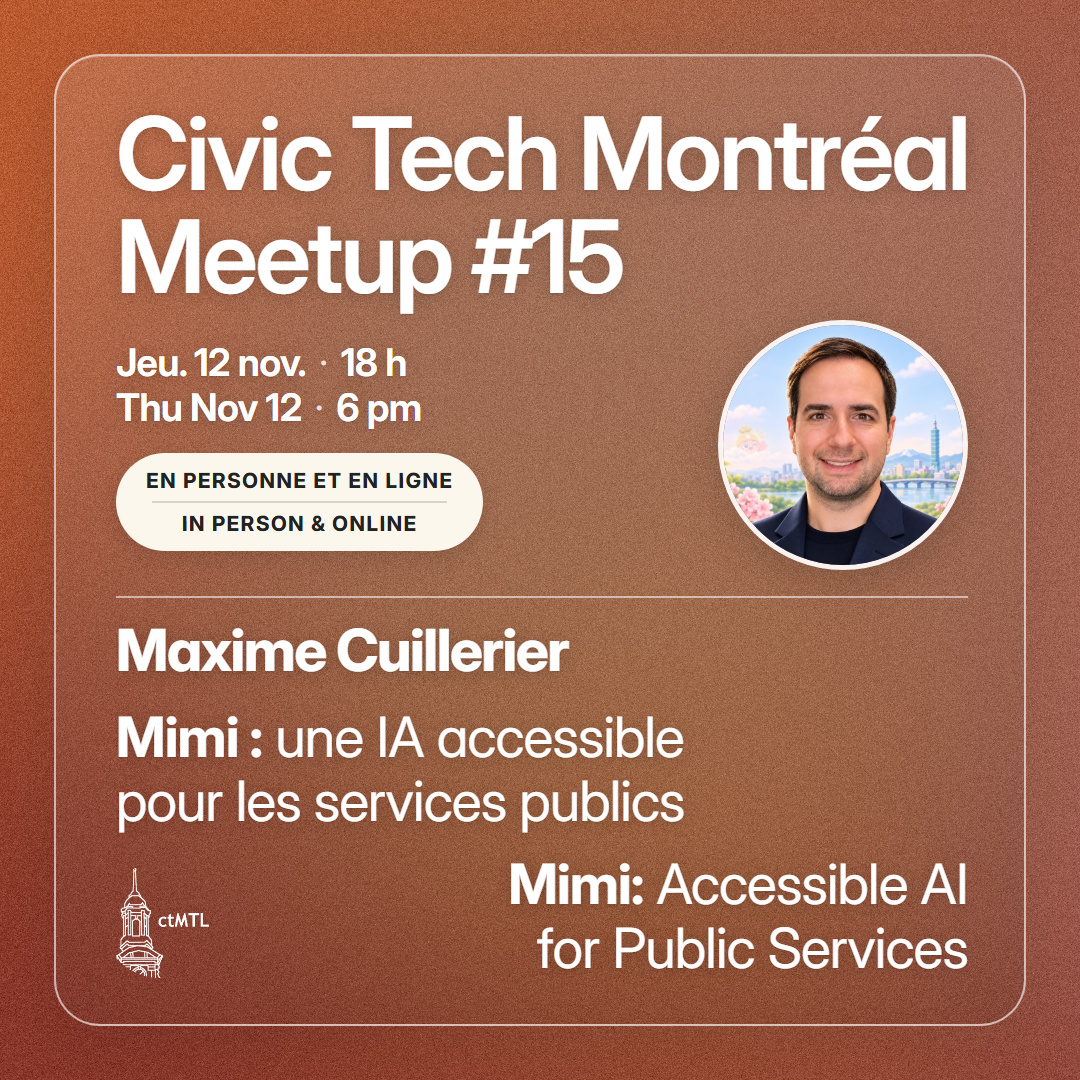 Civic Tech Montréal
Meetup #15
Jeu. 12 nov. · 18 h
Thu Nov 12 · 6 pm
EN PERSONNE ET EN LIGNE
IN PERSON & ONLINE
Maxime Cuillerier
Mimi : une IA accessible
pour les services publics
Mimi: Accessible AI
for Public Services
ctMTL